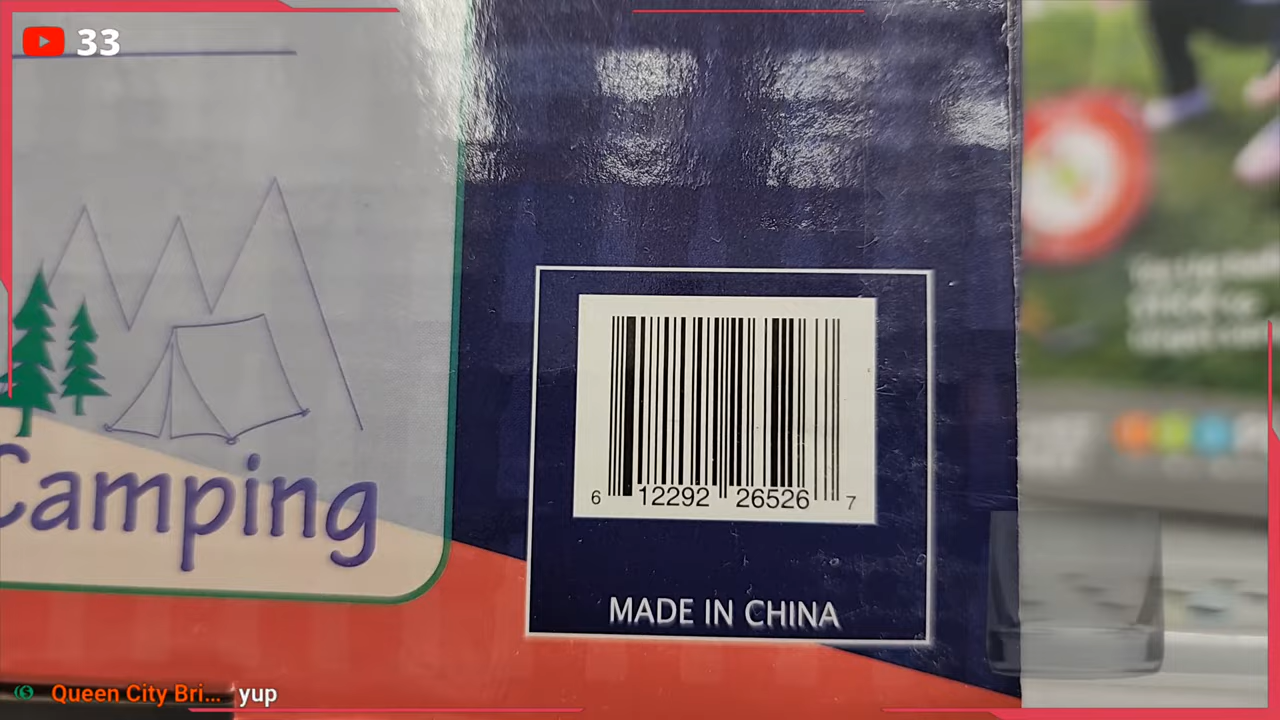 33
Camping
6 12292 26526 7
MADE IN CHINA
Queen City Bri... yup